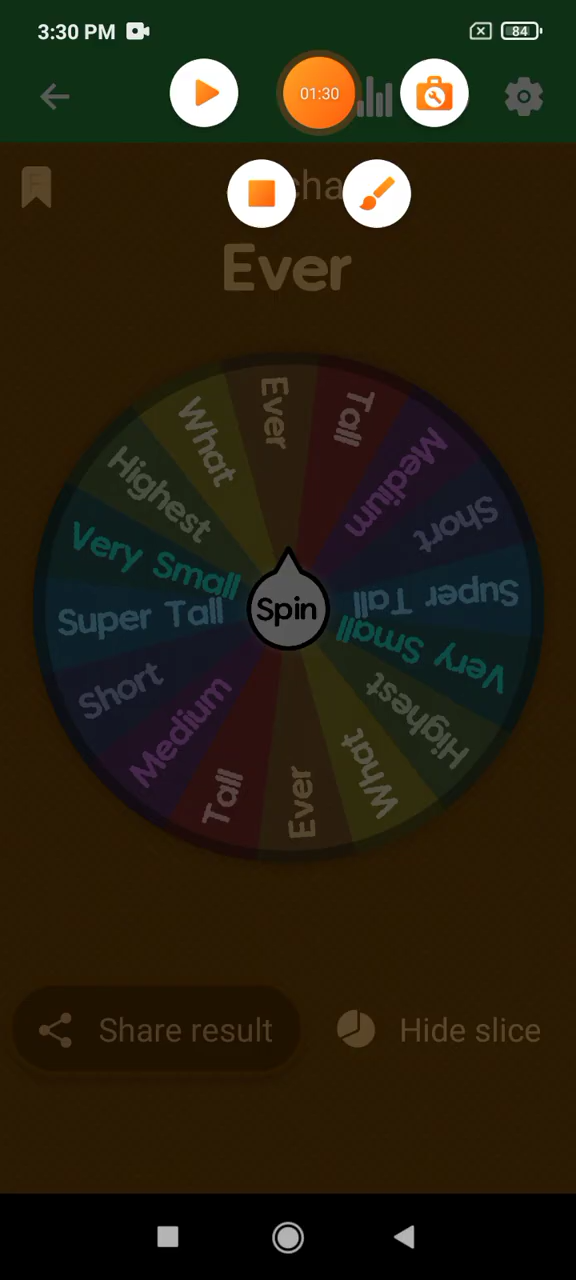 3:30 PM
84
01:30
cha
Ever
Ever
Tall
Medium
Short
Super Tall
Very Small
Highest
What
Ever
Tall
Medium
Short
Super Tall
Very Small
Highest
What
Spin
Share result
Hide slice